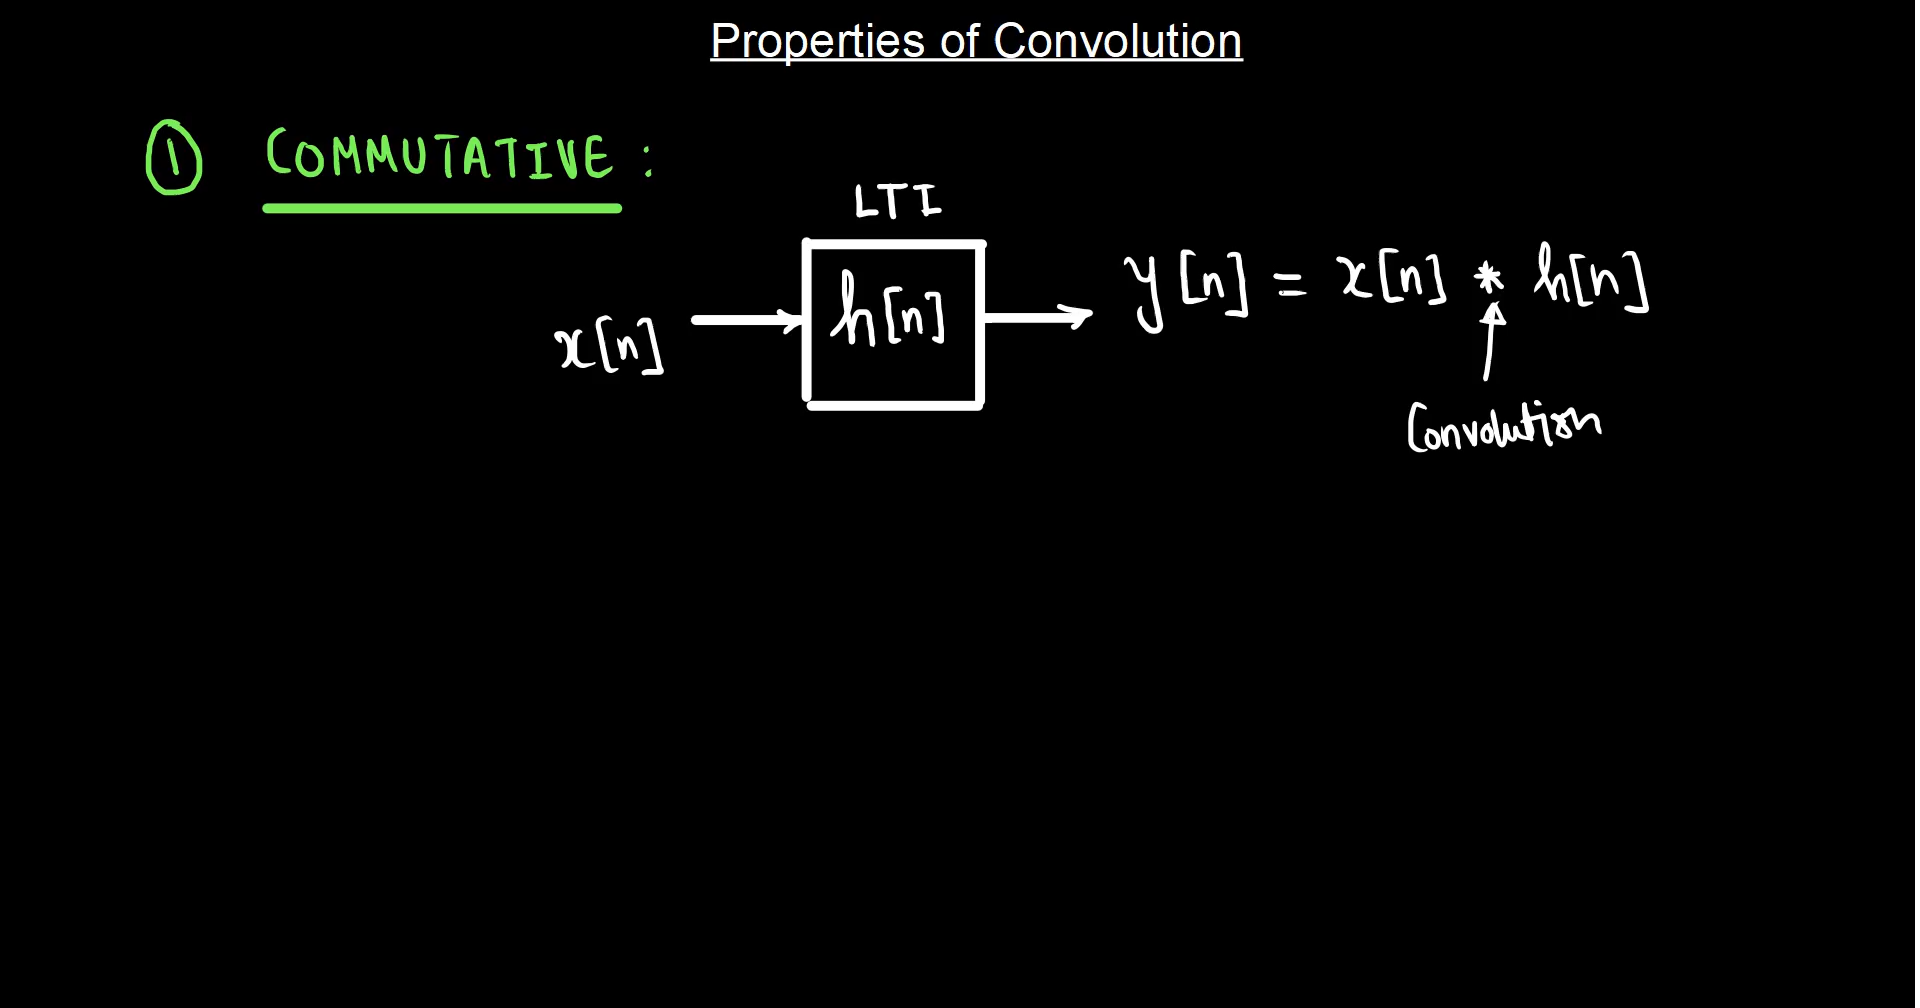 Properties of Convolution
① COMMUTATIVE :
LTI
x[n] h[n] y[n] = x[n] * h[n]
Convolution